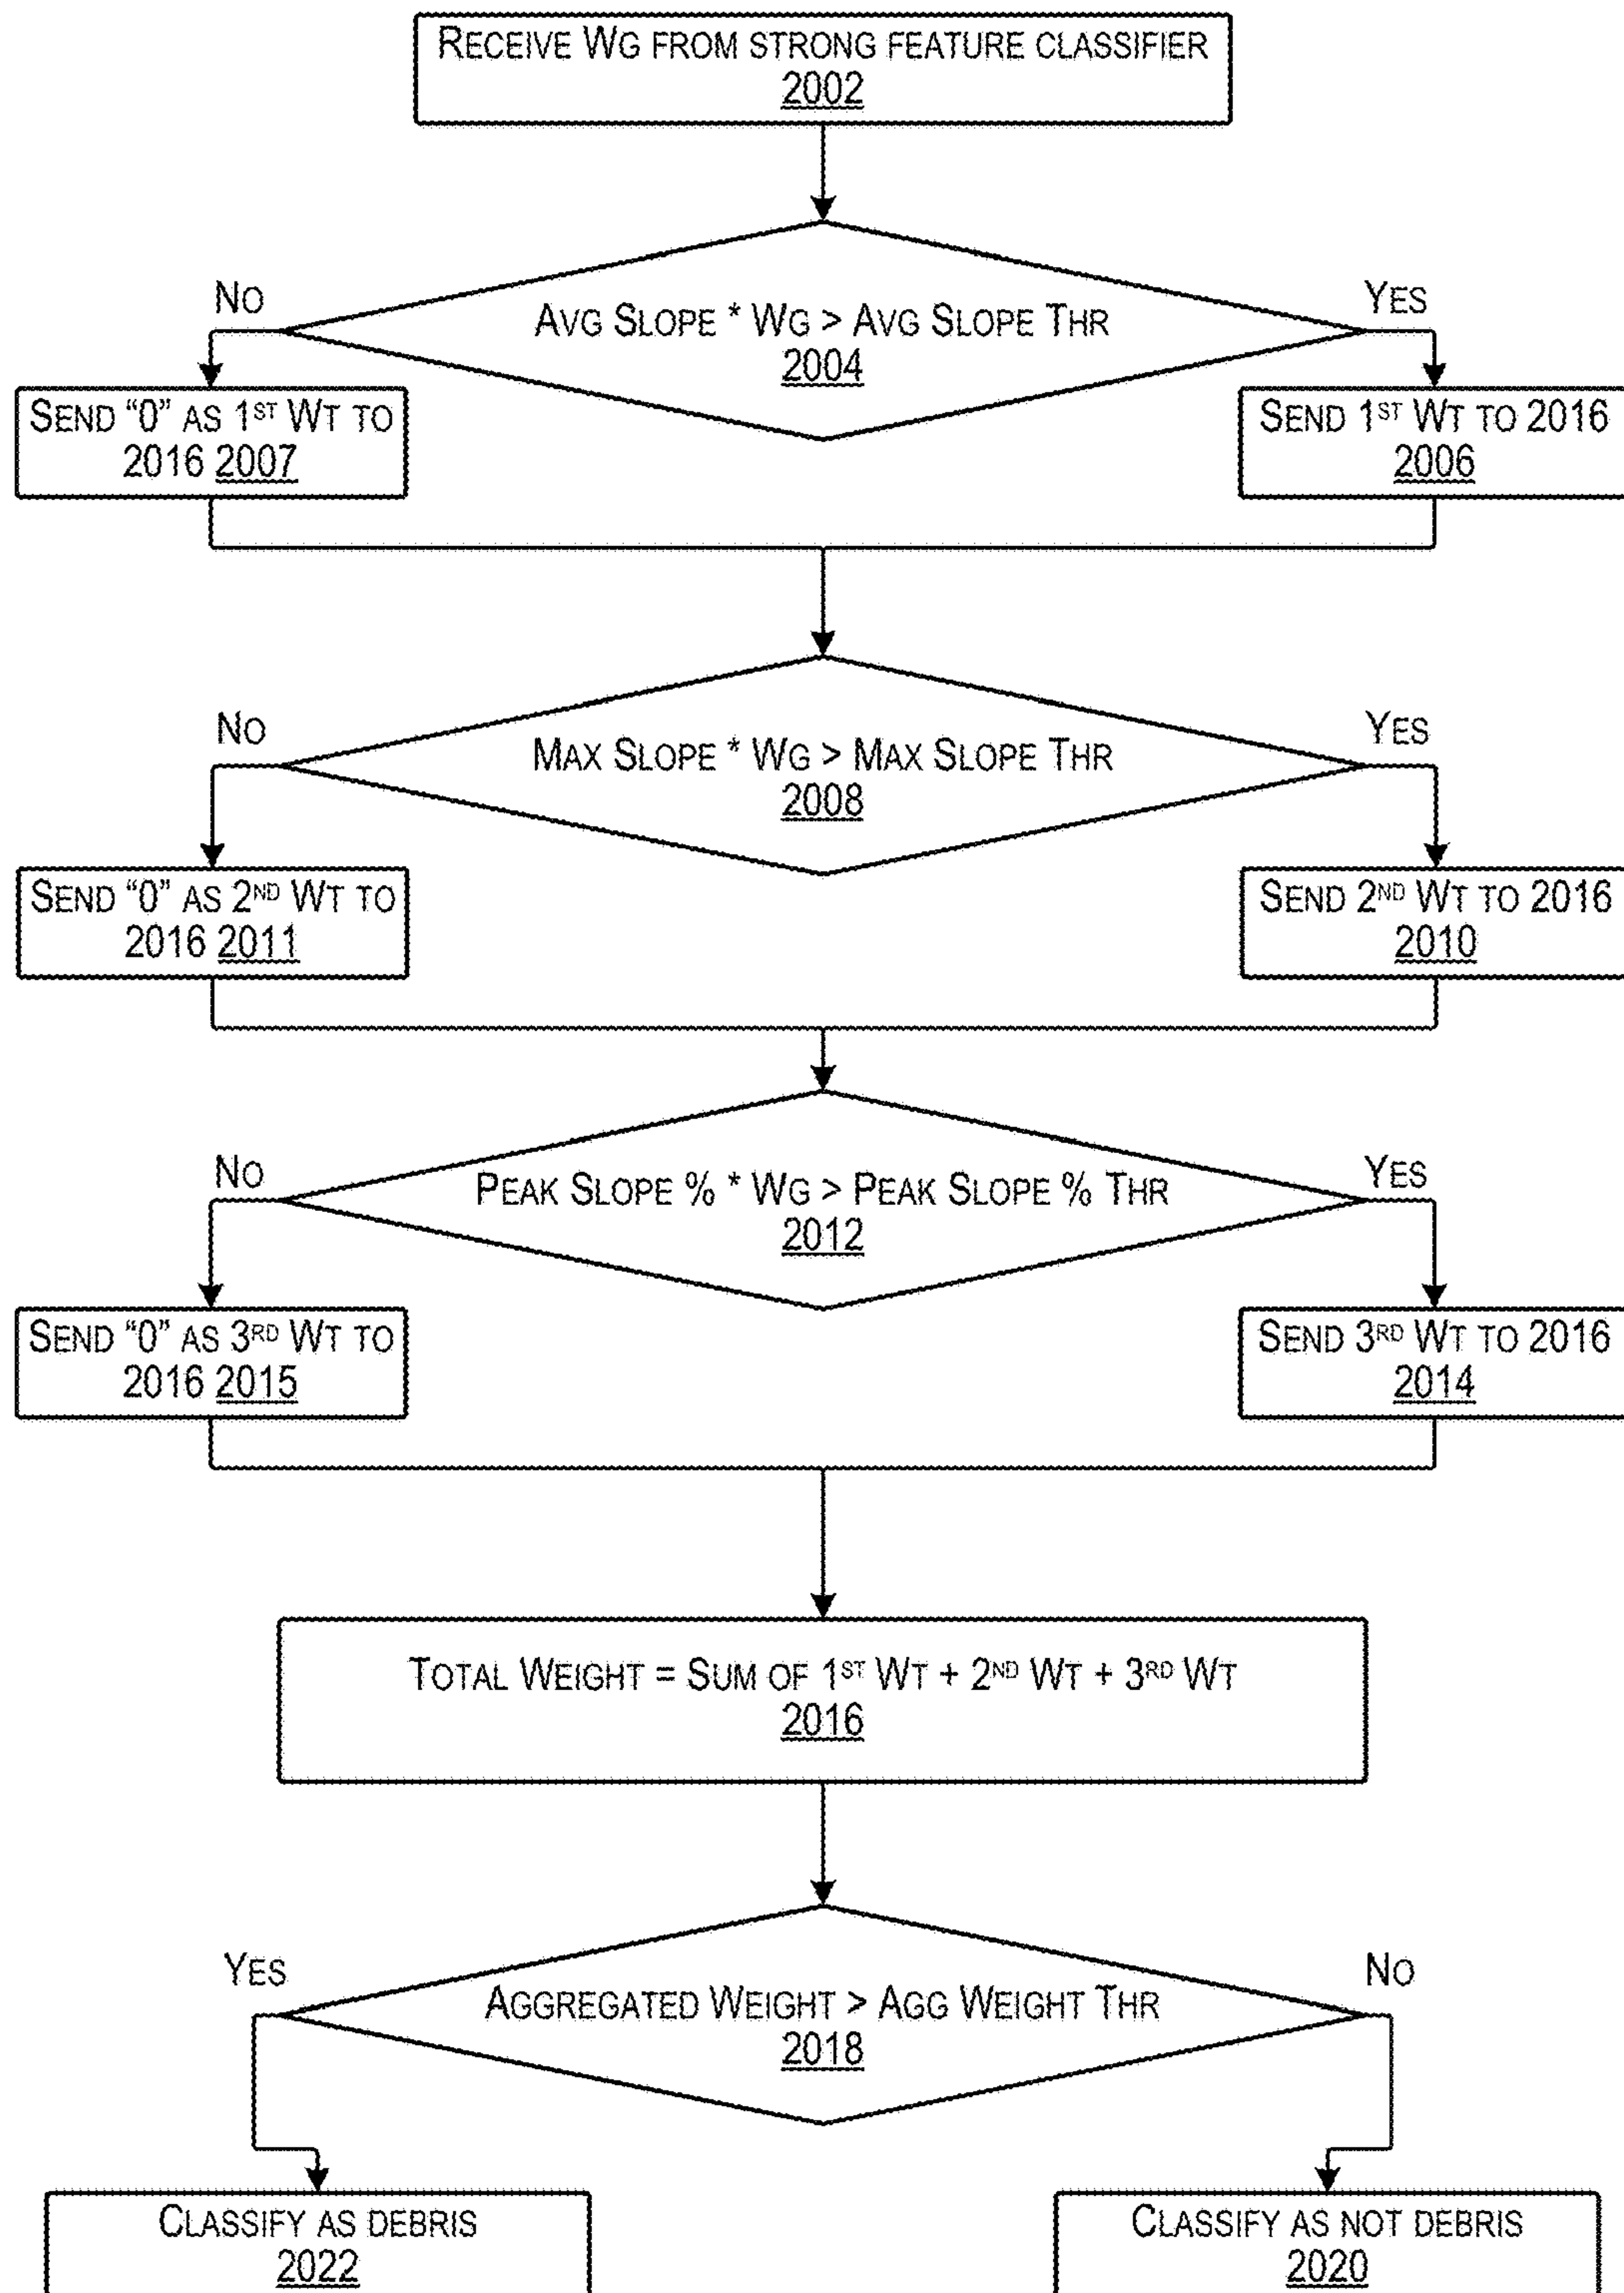 RECEIVE WG FROM STRONG FEATURE CLASSIFIER
2002
NO
YES
AVG SLOPE * WG > AVG SLOPE THR
2004
SEND “0” AS 1ST WT TO
2016 2007
SEND 1ST WT TO 2016
2006
NO
YES
MAX SLOPE * WG > MAX SLOPE THR
2008
SEND “0” AS 2ND WT TO
2016 2011
SEND 2ND WT TO 2016
2010
NO
YES
PEAK SLOPE % * WG > PEAK SLOPE % THR
2012
SEND “0” AS 3RD WT TO
2016 2015
SEND 3RD WT TO 2016
2014
TOTAL WEIGHT = SUM OF 1ST WT + 2ND WT + 3RD WT
2016
YES
NO
AGGREGATED WEIGHT > AGG WEIGHT THR
2018
CLASSIFY AS DEBRIS
2022
CLASSIFY AS NOT DEBRIS
2020